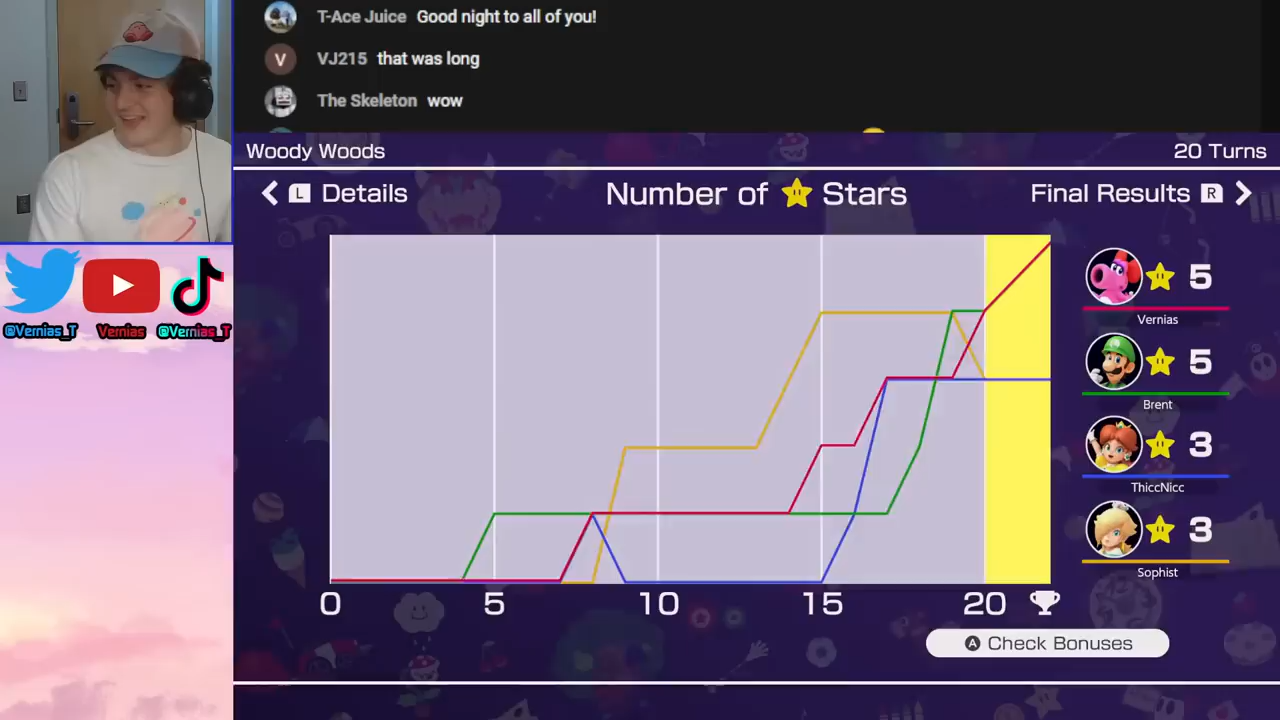 T-Ace Juice Good night to all of you!
V VJ215 that was long
The Skeleton wow
Woody Woods 20 Turns
L Details Number of Stars Final Results R
5
Vernias
5
Brent
3
ThiccNicc
3
Sophist
0 5 10 15 20
A Check Bonuses
@Vernias_T Vernias @Vernias_T